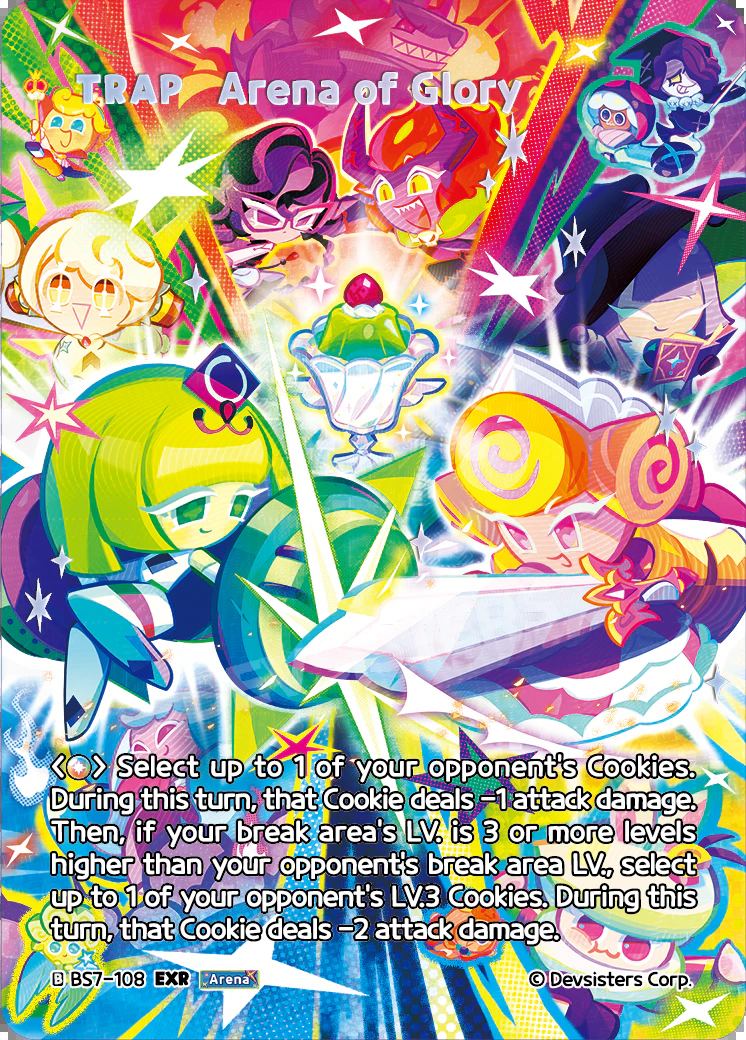 TRAP Arena of Glory
< > Select up to 1 of your opponent's Cookies.
During this turn, that Cookie deals -1 attack damage.
Then, if your break area's LV. is 3 or more levels
higher than your opponent's break area LV., select
up to 1 of your opponent's LV.3 Cookies. During this
turn, that Cookie deals -2 attack damage.
B BS7-108 EXR Arena © Devsisters Corp.